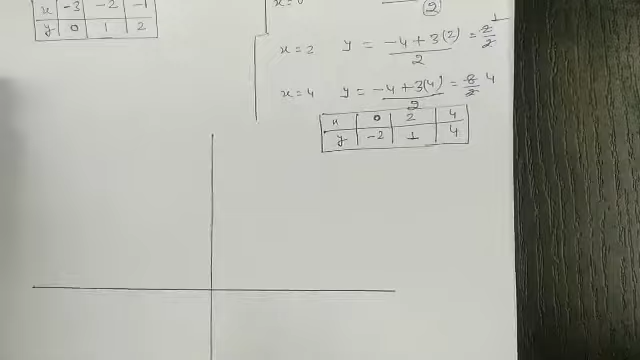 x -3 -2 -1
y 0 1 2
x=0
2
x=2 y = -4+3(2)/2 = 2/2 1
x=4 y = -4+3(4)/2 = 8/2 4
x 0 2 4
y -2 1 4